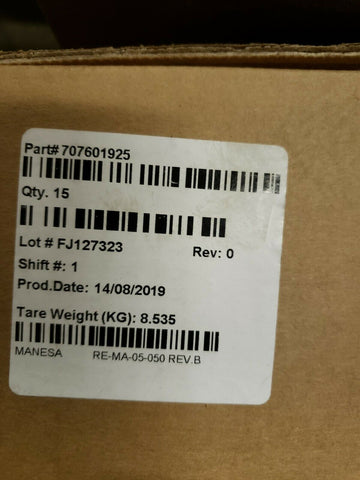 Part# 707601925
Qty. 15
Lot # FJ127323 Rev: 0
Shift #: 1
Prod.Date: 14/08/2019
Tare Weight (KG): 8.535
MANESA RE-MA-05-050 REV.B